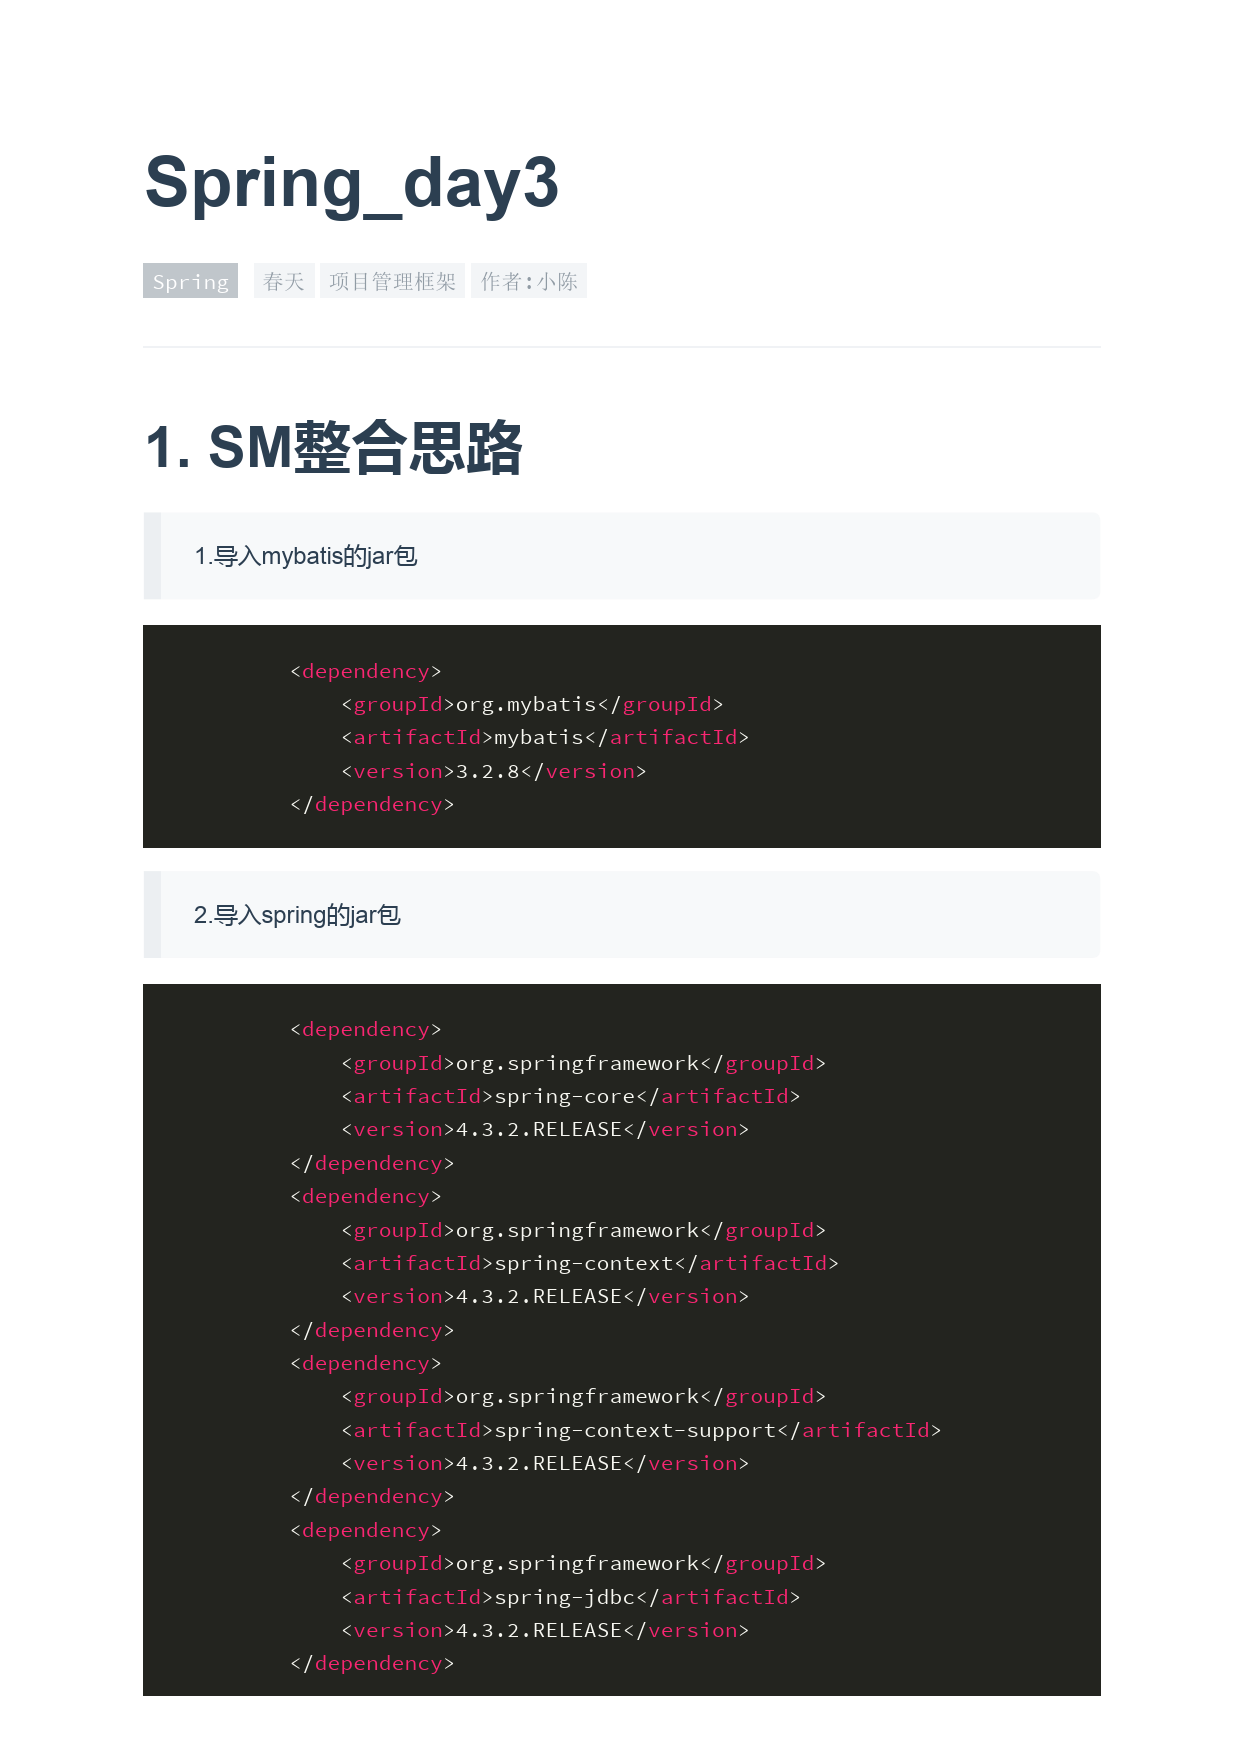 Spring_day3
Spring 春天 项目管理框架 作者:小陈
1. SM整合思路
1.导入mybatis的jar包
<dependency>
<groupId>org.mybatis</groupId>
<artifactId>mybatis</artifactId>
<version>3.2.8</version>
</dependency>
2.导入spring的jar包
<dependency>
<groupId>org.springframework</groupId>
<artifactId>spring-core</artifactId>
<version>4.3.2.RELEASE</version>
</dependency>
<dependency>
<groupId>org.springframework</groupId>
<artifactId>spring-context</artifactId>
<version>4.3.2.RELEASE</version>
</dependency>
<dependency>
<groupId>org.springframework</groupId>
<artifactId>spring-context-support</artifactId>
<version>4.3.2.RELEASE</version>
</dependency>
<dependency>
<groupId>org.springframework</groupId>
<artifactId>spring-jdbc</artifactId>
<version>4.3.2.RELEASE</version>
</dependency>